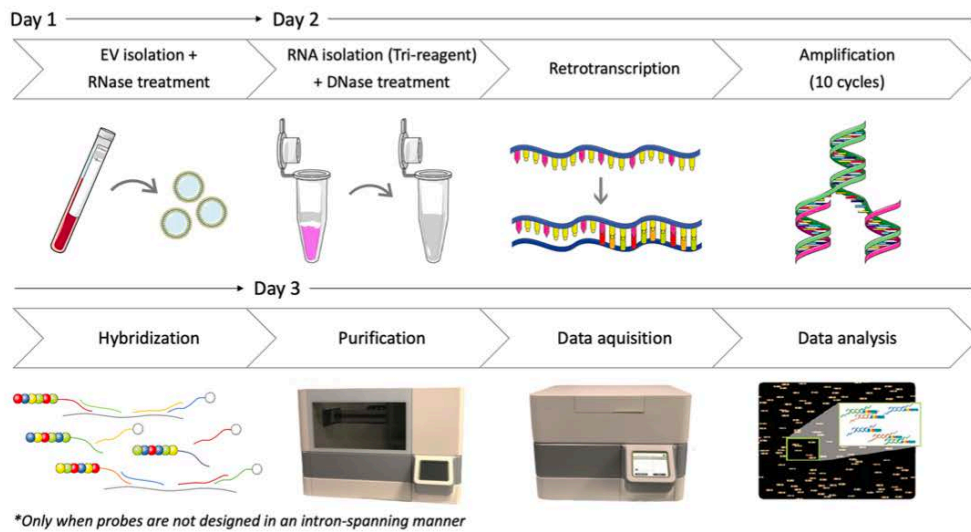 Day 1
Day 2
EV isolation +
RNase treatment
RNA isolation (Tri-reagent)
+ DNase treatment
Retrotranscription
Amplification
(10 cycles)
Day 3
Hybridization
Purification
Data aquisition
Data analysis
*Only when probes are not designed in an intron-spanning manner